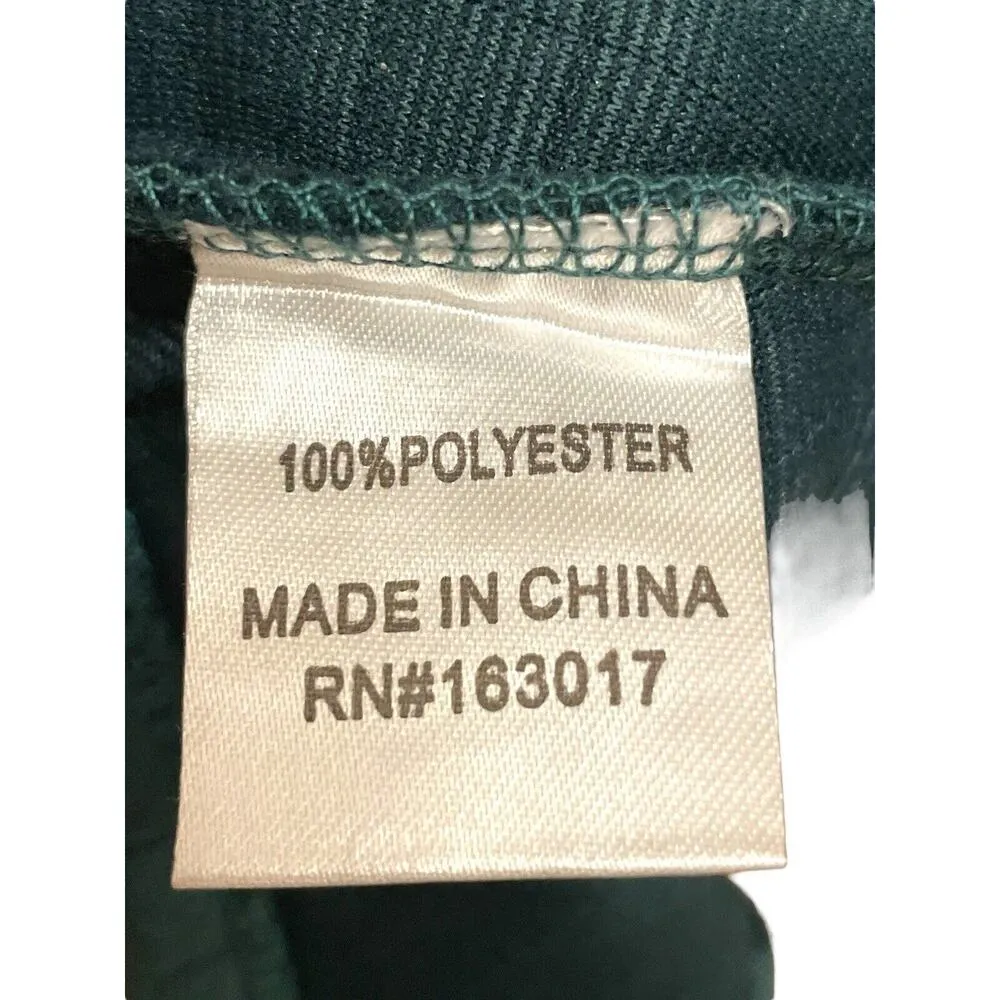 100%POLYESTER
MADE IN CHINA
RN#163017